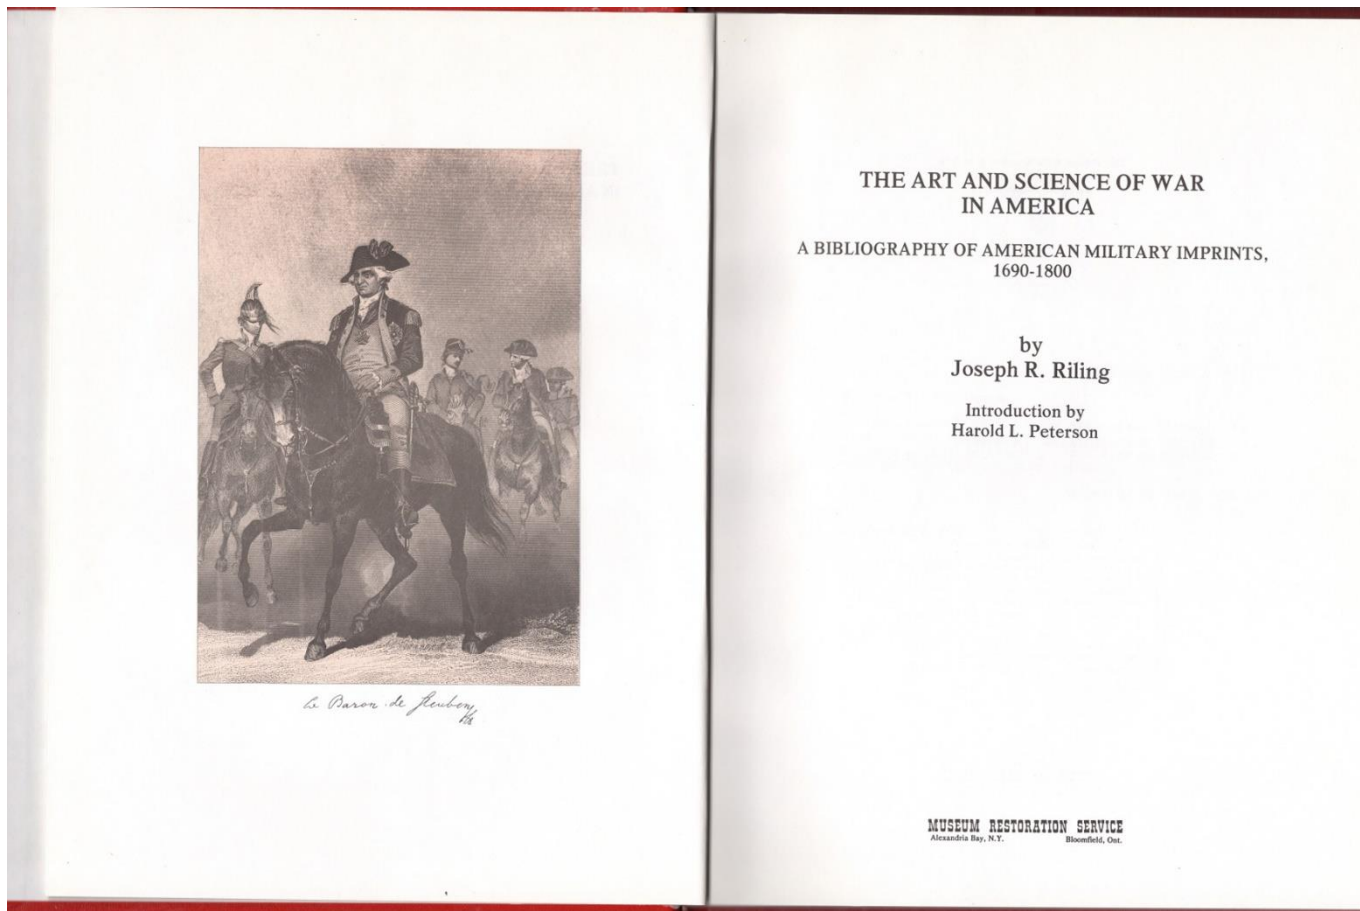 Le Baron de Steuben
THE ART AND SCIENCE OF WAR
IN AMERICA
A BIBLIOGRAPHY OF AMERICAN MILITARY IMPRINTS,
1690-1800
by
Joseph R. Riling
Introduction by
Harold L. Peterson
MUSEUM RESTORATION SERVICE
Alexandria Bay, N.Y. Bloomfield, Ont.